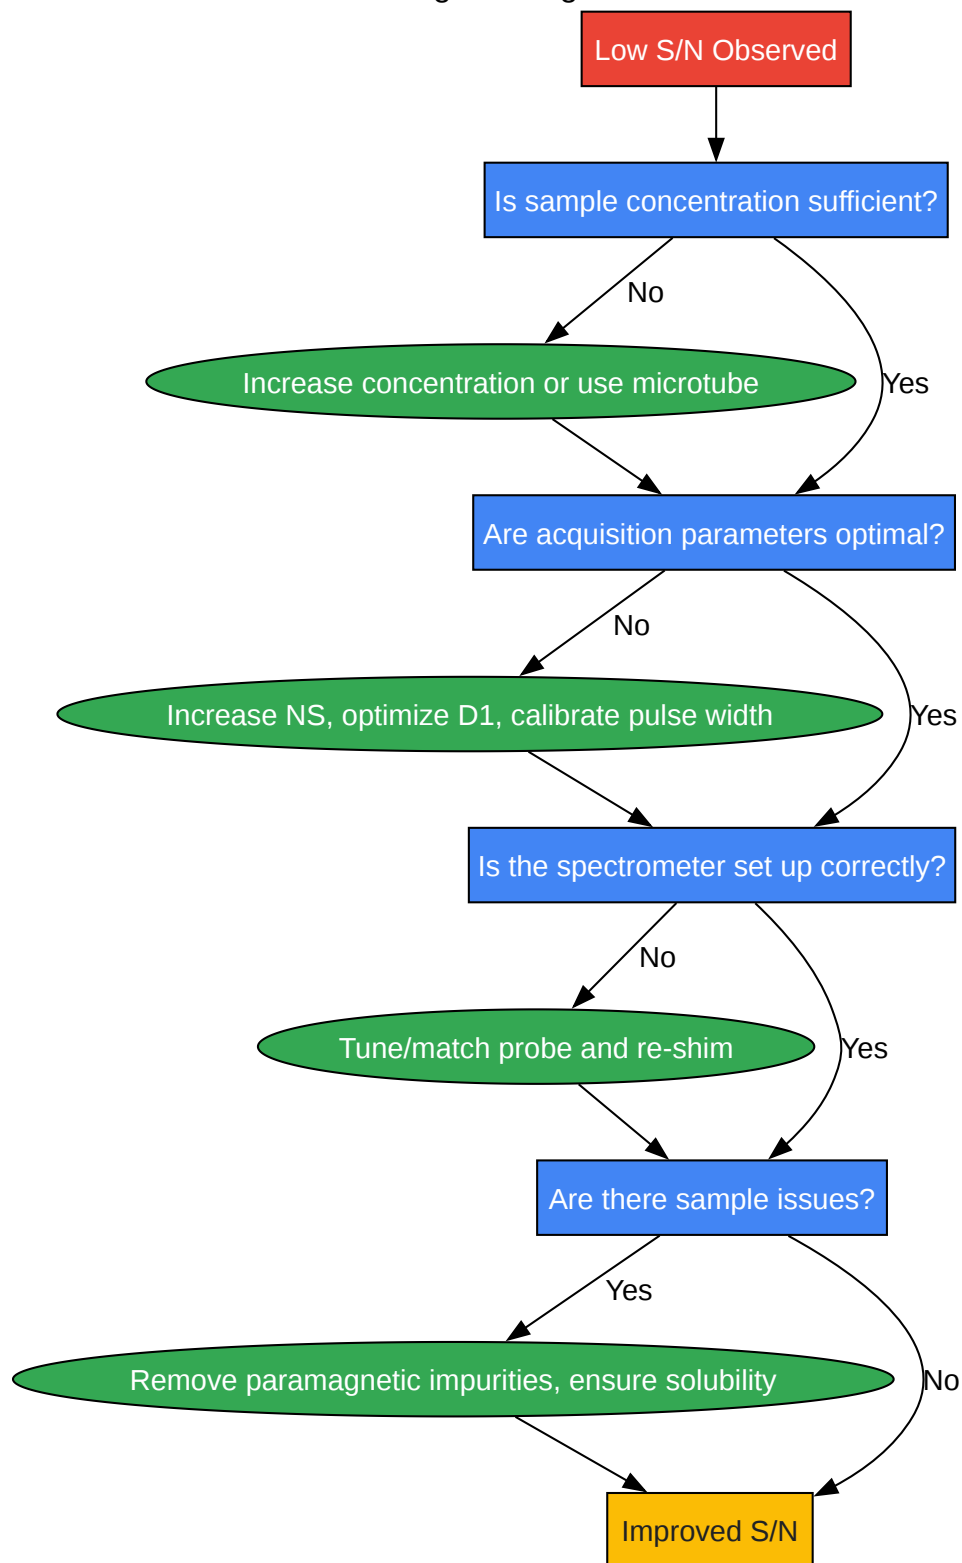 Low S/N Observed
Is sample concentration sufficient?
No
Increase concentration or use microtube
Yes
Are acquisition parameters optimal?
No
Increase NS, optimize D1, calibrate pulse width
Yes
Is the spectrometer set up correctly?
No
Tune/match probe and re-shim
Yes
Are there sample issues?
Yes
Remove paramagnetic impurities, ensure solubility
No
Improved S/N